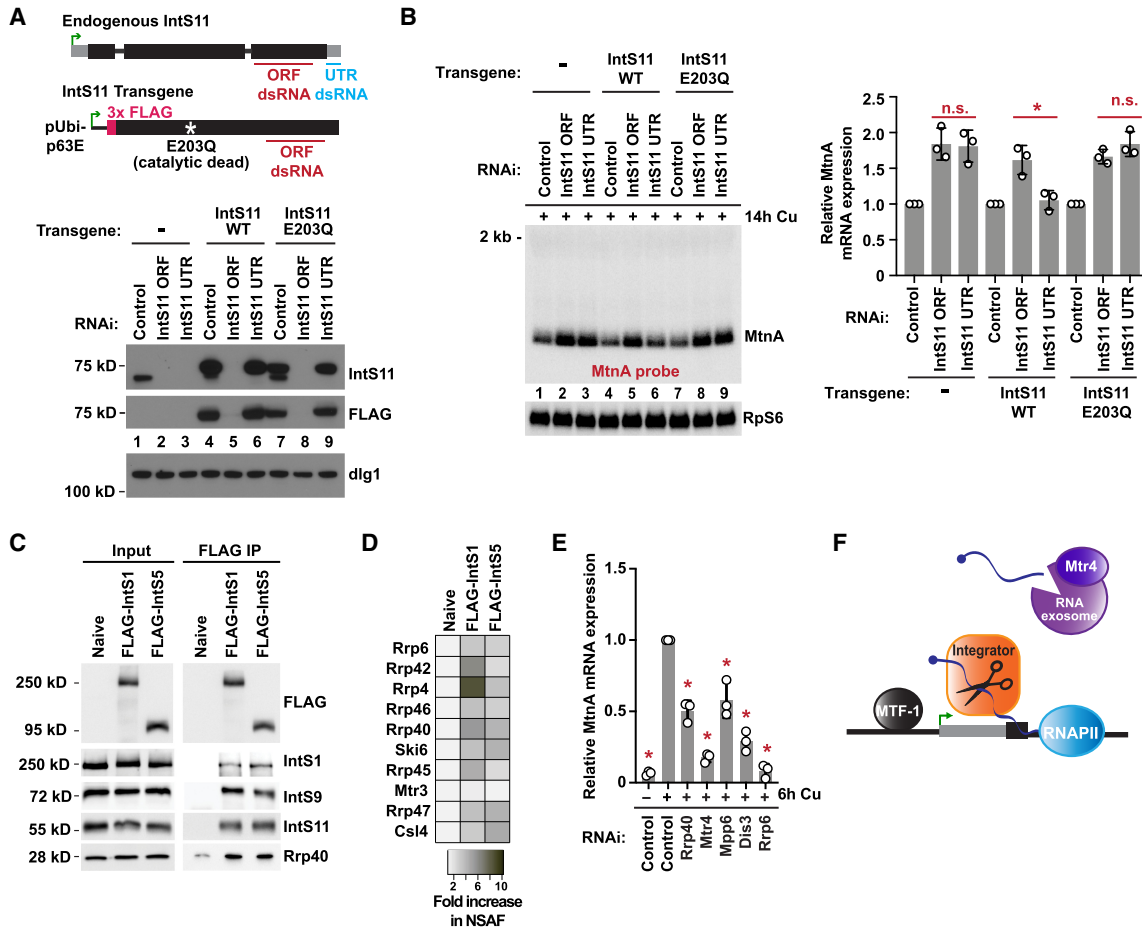 A
Endogenous IntS11
ORF
dsRNA
UTR
dsRNA
IntS11 Transgene
3x FLAG
pUbi-
p63E
*
E203Q
(catalytic dead)
ORF
dsRNA
Transgene: - IntS11 WT IntS11 E203Q
RNAi: Control IntS11 ORF IntS11 UTR Control IntS11 ORF IntS11 UTR Control IntS11 ORF IntS11 UTR
75 kD - IntS11
75 kD - FLAG
1 2 3 4 5 6 7 8 9
dlg1
100 kD -
B
Transgene: - IntS11 WT IntS11 E203Q
RNAi: Control IntS11 ORF IntS11 UTR Control IntS11 ORF IntS11 UTR Control IntS11 ORF IntS11 UTR
+ + + + + + + + + 14h Cu
2 kb -
MtnA
MtnA probe
1 2 3 4 5 6 7 8 9
RpS6
Relative MtnA
mRNA expression
2.5
2.0
1.5
1.0
0.5
0
n.s. * n.s.
RNAi: Control IntS11 ORF IntS11 UTR Control IntS11 ORF IntS11 UTR Control IntS11 ORF IntS11 UTR
Transgene: - IntS11 WT IntS11 E203Q
C
Input FLAG IP
Naive FLAG-IntS1 FLAG-IntS5 Naive FLAG-IntS1 FLAG-IntS5
250 kD -
FLAG
95 kD -
250 kD - IntS1
72 kD - IntS9
55 kD - IntS11
28 kD - Rrp40
D
Naive FLAG-IntS1 FLAG-IntS5
Rrp6
Rrp42
Rrp4
Rrp46
Rrp40
Ski6
Rrp45
Mtr3
Rrp47
Csl4
2 6 10
Fold increase
in NSAF
E
Relative MtnA mRNA expression
1.5
1.0
0.5
0
* * * * * *
- + + + + + + 6h Cu
RNAi: Control Control Rrp40 Mtr4 Mpp6 Dis3 Rrp6
F
Mtr4
RNA
exosome
Integrator
MTF-1
RNAPII